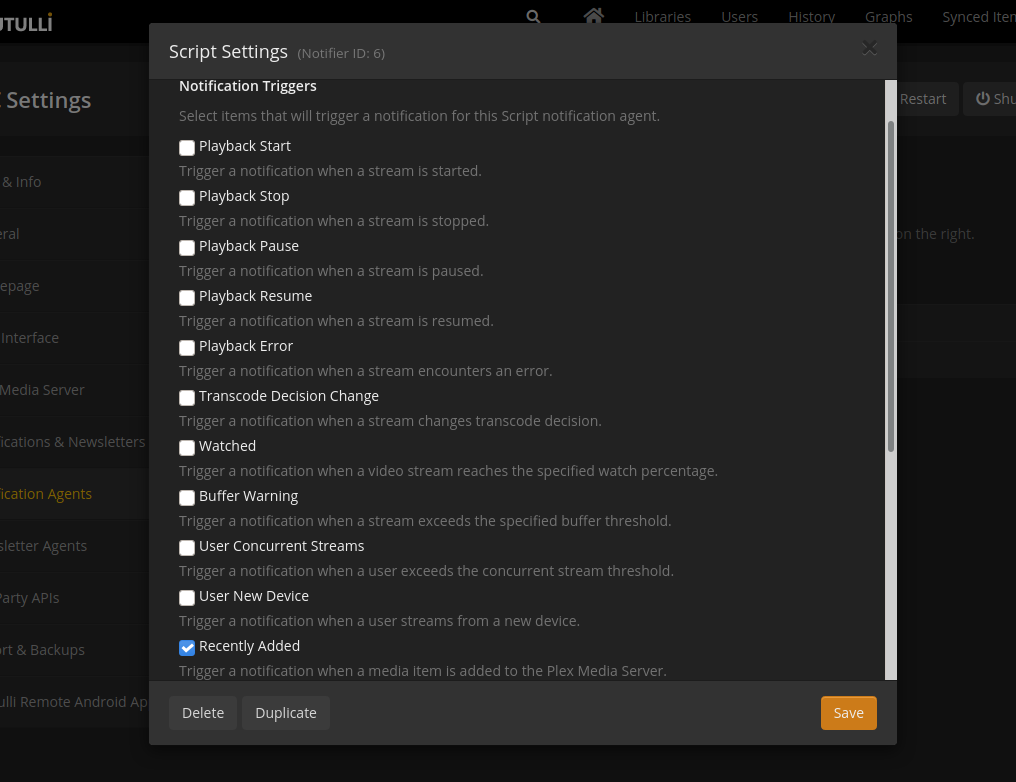 UTULLI
Libraries
Users
History
Graphs
Synced Iten
Script Settings (Notifier ID: 6)
Settings
Restart
Shu
Notification Triggers
Select items that will trigger a notification for this Script notification agent.
Playback Start
Trigger a notification when a stream is started.
& Info
Playback Stop
Trigger a notification when a stream is stopped.
eral
on the right.
Playback Pause
Trigger a notification when a stream is paused.
epage
Playback Resume
Trigger a notification when a stream is resumed.
Interface
Playback Error
Trigger a notification when a stream encounters an error.
Media Server
Transcode Decision Change
Trigger a notification when a stream changes transcode decision.
ications & Newsletters
Watched
Trigger a notification when a video stream reaches the specified watch percentage.
ication Agents
Buffer Warning
Trigger a notification when a stream exceeds the specified buffer threshold.
sletter Agents
User Concurrent Streams
Trigger a notification when a user exceeds the concurrent stream threshold.
Party APIs
User New Device
Trigger a notification when a user streams from a new device.
rt & Backups
Recently Added
Trigger a notification when a media item is added to the Plex Media Server.
ulli Remote Android Ap
Delete
Duplicate
Save